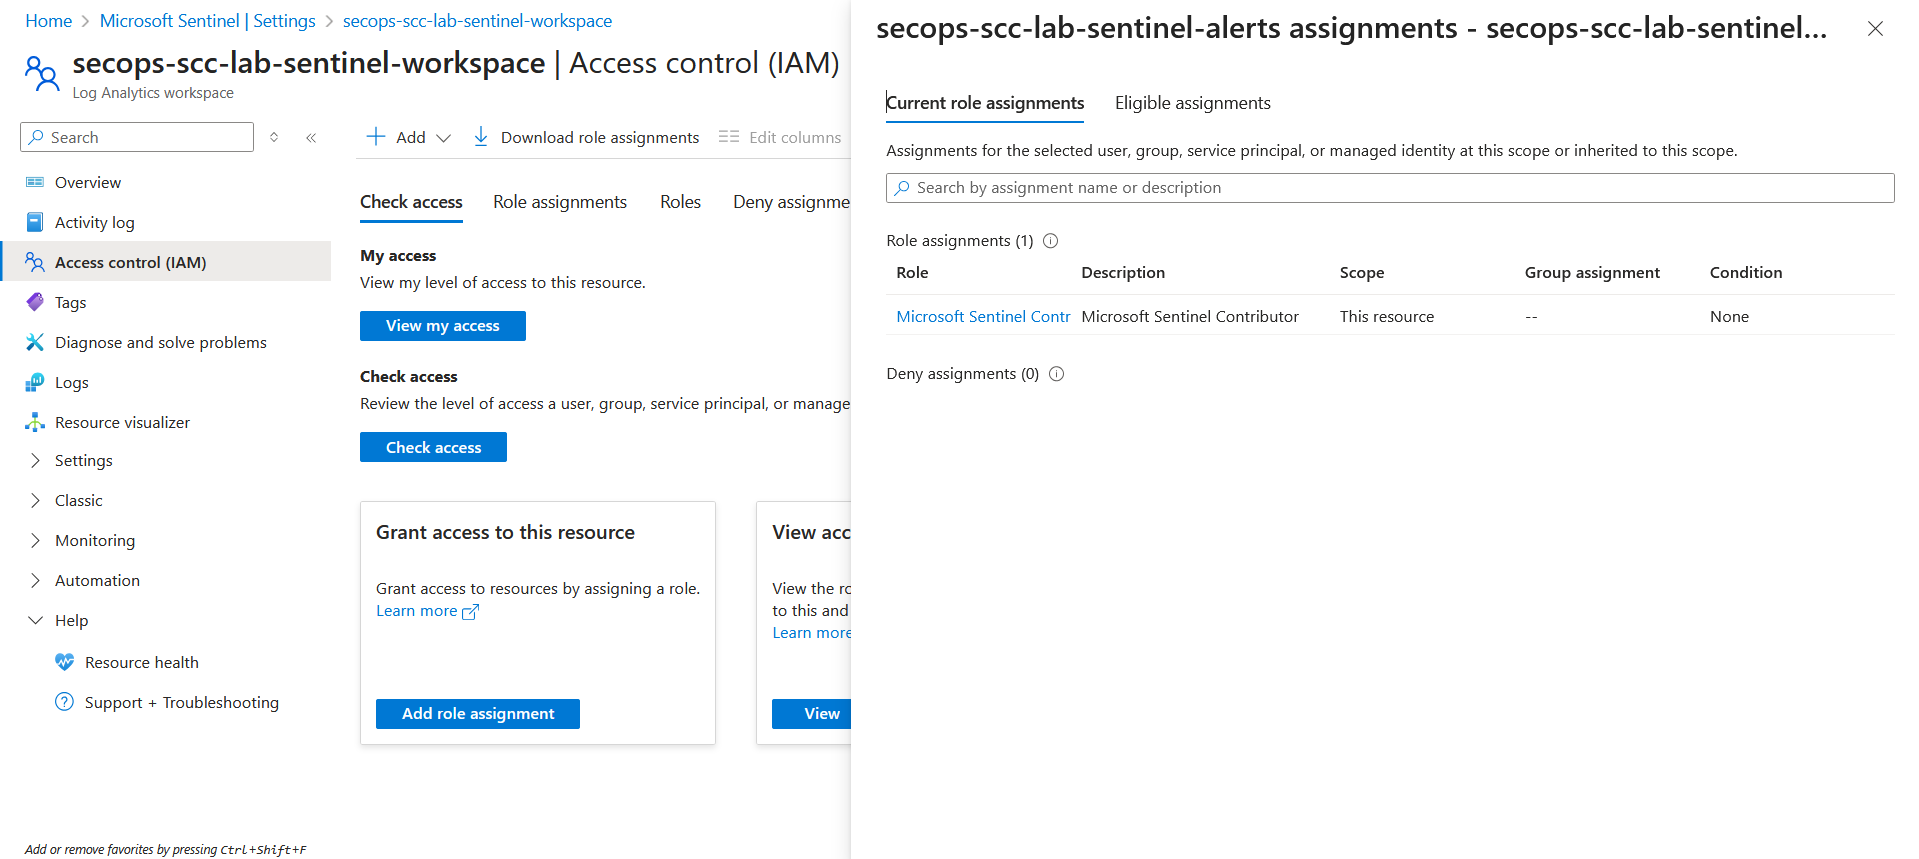 Home > Microsoft Sentinel | Settings > secops-scc-lab-sentinel-workspace
secops-scc-lab-sentinel-workspace | Access control (IAM)
Log Analytics workspace
Search
Overview
Activity log
Access control (IAM)
Tags
Diagnose and solve problems
Logs
Resource visualizer
Settings
Classic
Monitoring
Automation
Help
Resource health
Support + Troubleshooting
Add or remove favorites by pressing Ctrl+Shift+F
Add
Download role assignments
Edit columns
Check access
Role assignments
Roles
Deny assignme
My access
View my level of access to this resource.
View my access
Check access
Review the level of access a user, group, service principal, or manage
Check access
Grant access to this resource
Grant access to resources by assigning a role.
Learn more
Add role assignment
View acc
View the ro
to this and
Learn more
View
secops-scc-lab-sentinel-alerts assignments - secops-scc-lab-sentinel...
Current role assignments
Eligible assignments
Assignments for the selected user, group, service principal, or managed identity at this scope or inherited to this scope.
Search by assignment name or description
Role assignments (1)
Role Description Scope Group assignment Condition
Microsoft Sentinel Contr Microsoft Sentinel Contributor This resource -- None
Deny assignments (0)